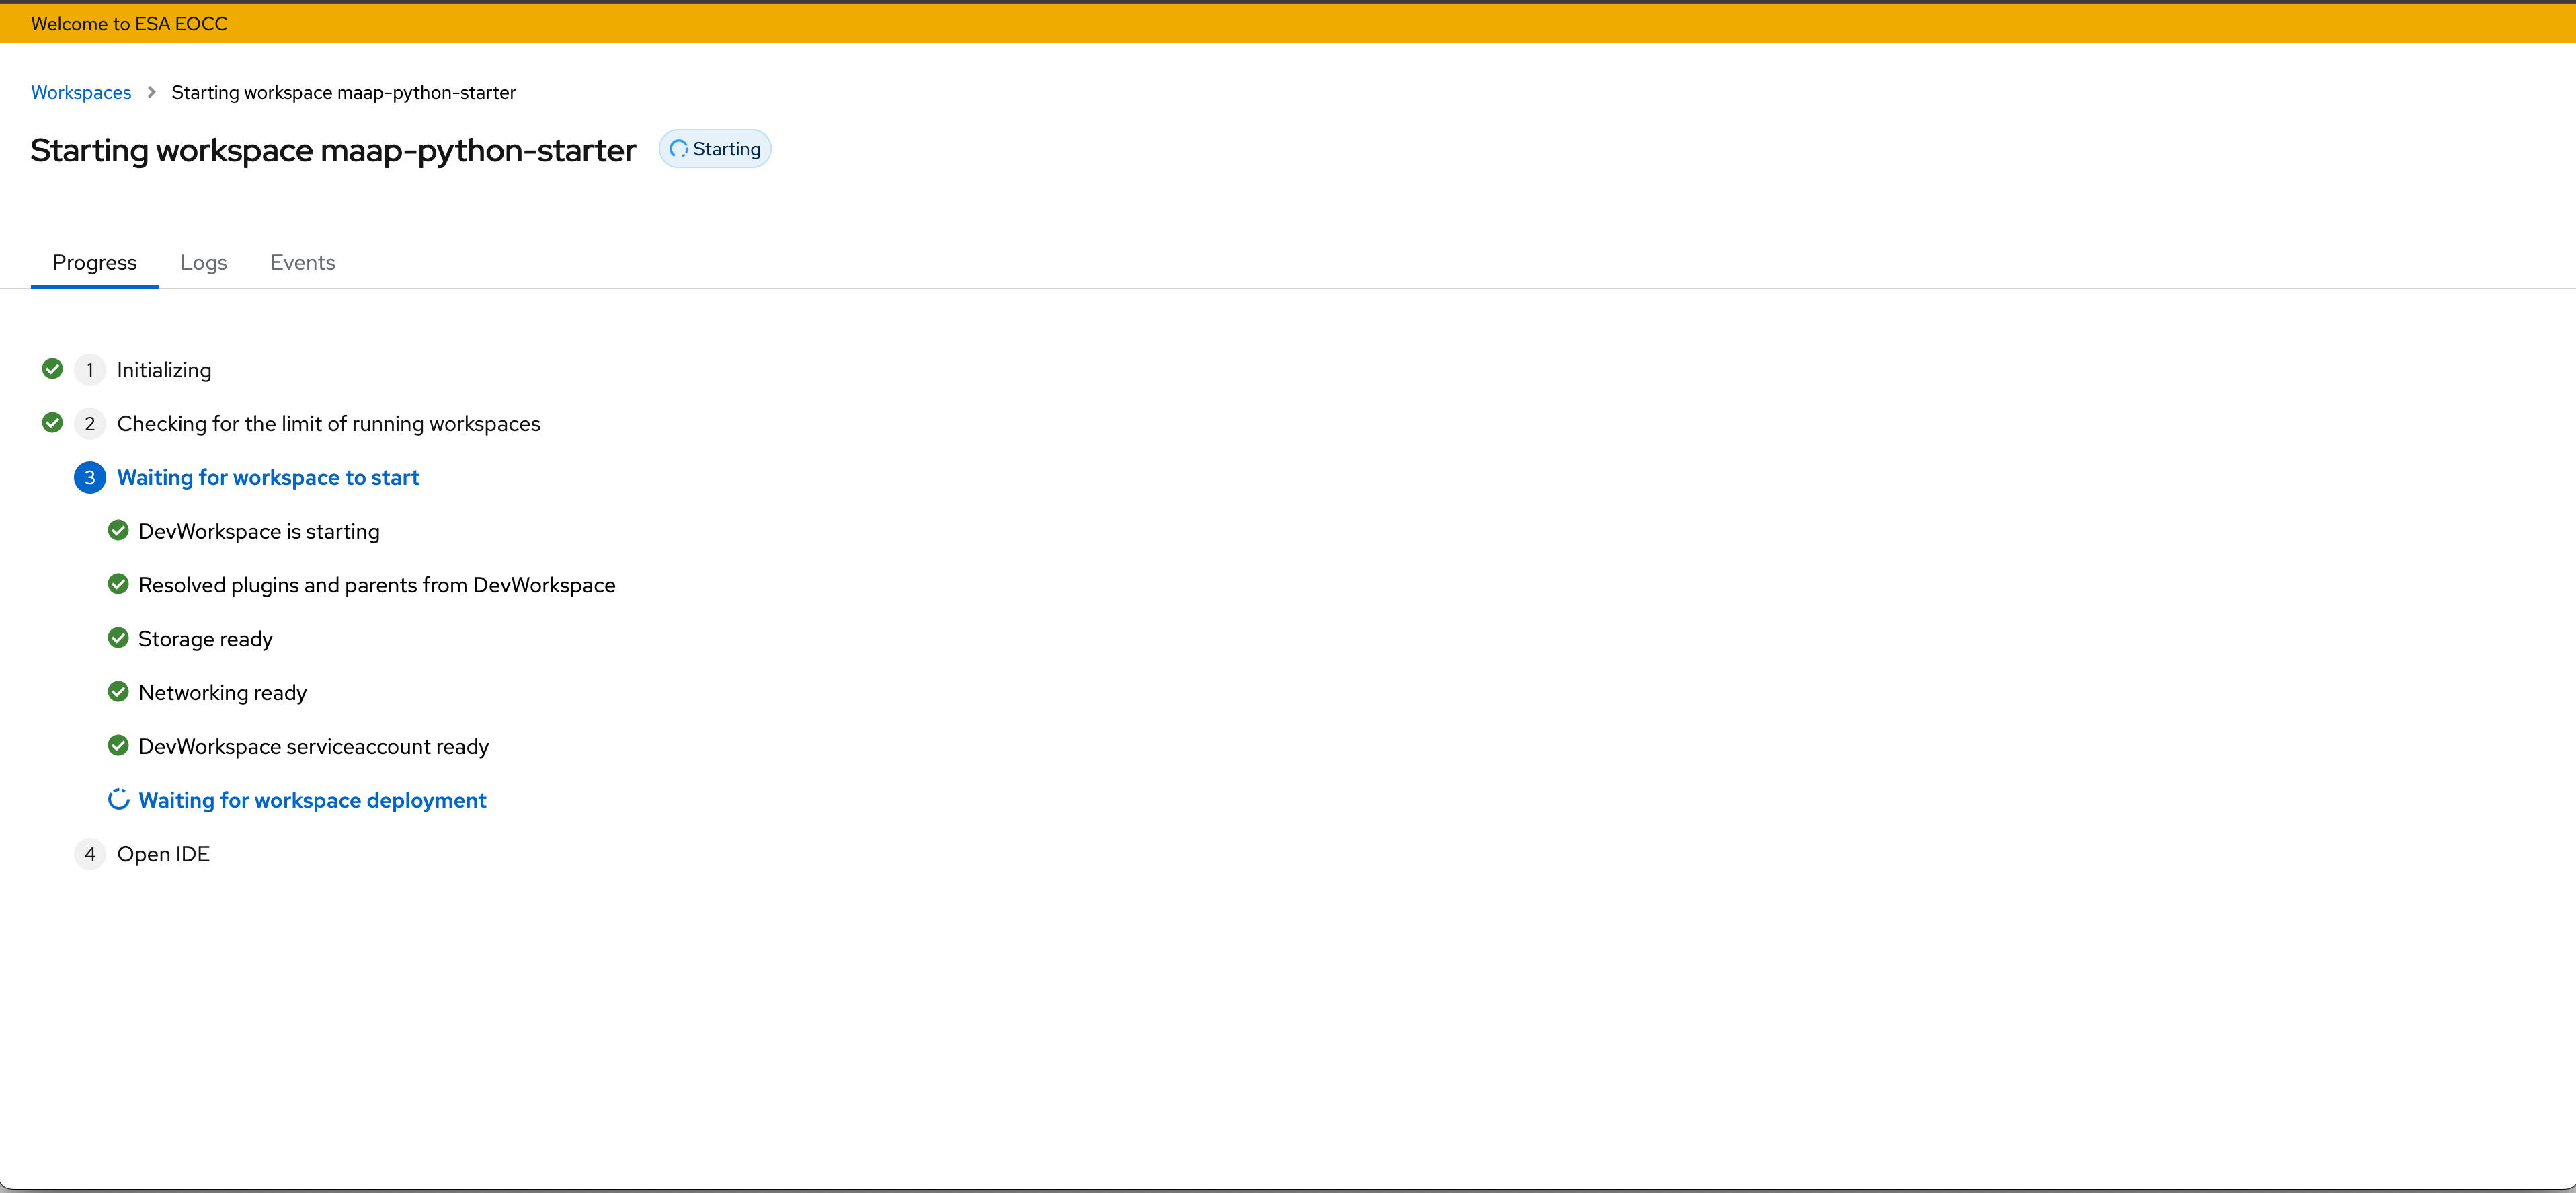 Welcome to ESA EOCC
Workspaces > Starting workspace maap-python-starter
Starting workspace maap-python-starter Starting
Progress Logs Events
1 Initializing
2 Checking for the limit of running workspaces
3 Waiting for workspace to start
DevWorkspace is starting
Resolved plugins and parents from DevWorkspace
Storage ready
Networking ready
DevWorkspace serviceaccount ready
Waiting for workspace deployment
4 Open IDE